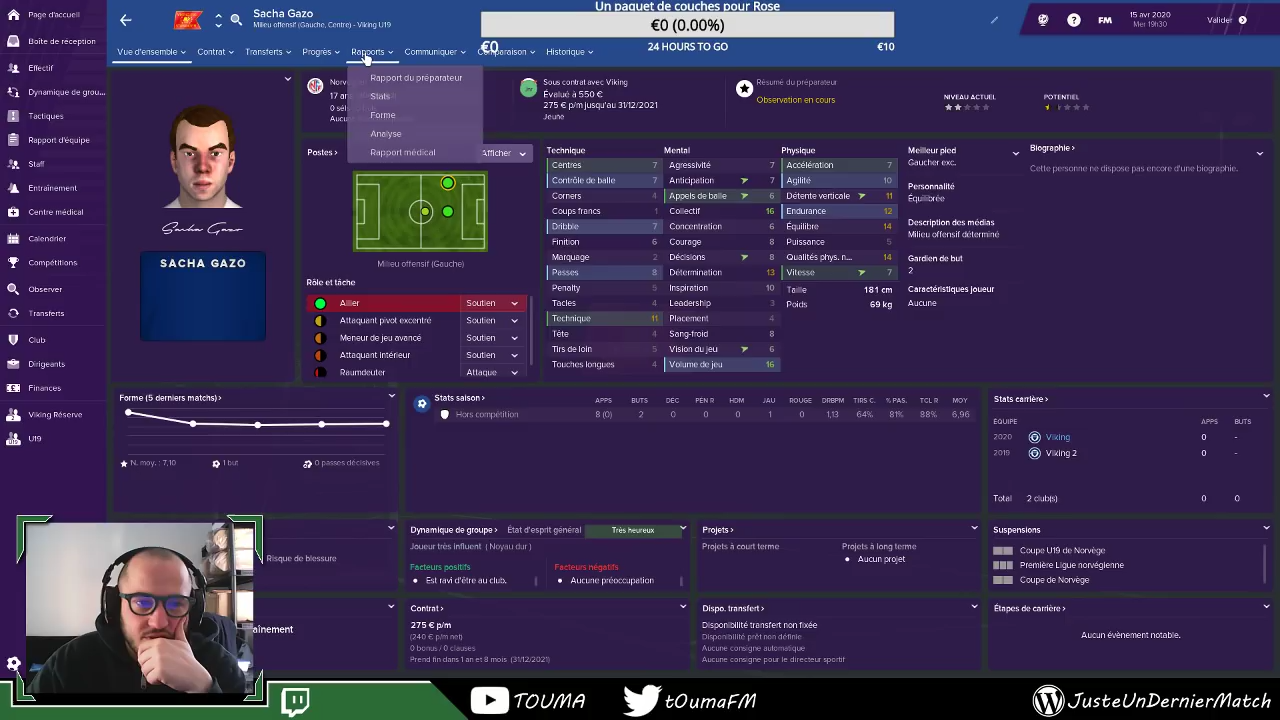 Un paquet de couches pour Rose
€0 (0.00%)
€0
24 HOURS TO GO
€10
Sacha Gazo
Milieu offensif (Gauche, Centre) - Viking U19
FM
15 avr 2020
Mer 19h30
Valider
Vue d'ensemble
Contrat
Transferts
Progrès
Rapports
Communiquer
Comparaison
Historique
Rapport du préparateur
Stats
Forme
Analyse
Rapport médical
Accueil
Boîte de réception
Effectif
Dynamique de grou...
Tactiques
Rapport d'équipe
Staff
Entraînement
Centre médical
Calendrier
Compétitions
Observer
Transferts
Club
Dirigeants
Finances
Viking Réserve
U19
SACHA GAZO
17 ans
Sous contrat avec Viking
Évalué à 550 €
275 € p/m jusqu'au 31/12/2021
Jeune
Résumé du préparateur
Observation en cours
NIVEAU ACTUEL
POTENTIEL
Postes ›
Afficher
Milieu offensif (Gauche)
Rôle et tâche
Ailier Soutien
Attaquant pivot excentré Soutien
Meneur de jeu avancé Soutien
Attaquant intérieur Soutien
Raumdeuter Attaque
Technique
Centres 7
Contrôle de balle 7
Corners 4
Coups francs 1
Dribble 7
Finition 6
Marquage 2
Passes 8
Penalty 5
Tacles 4
Technique 11
Tête 4
Tirs de loin 5
Touches longues 4
Mental
Agressivité 7
Anticipation 7
Appels de balle 6
Collectif 16
Concentration 6
Courage 8
Décisions 8
Détermination 13
Inspiration 10
Leadership 3
Placement 4
Sang-froid 8
Vision du jeu 6
Volume de jeu 16
Physique
Accélération 7
Agilité 10
Détente verticale 11
Endurance 12
Équilibre 14
Puissance 5
Qualités phys. n... 14
Vitesse 7
Taille 181 cm
Poids 69 kg
Meilleur pied
Gaucher exc.
Personnalité
Équilibrée
Description des médias
Milieu offensif déterminé
Gardien de but
2
Caractéristiques joueur
Aucune
Biographie ›
Cette personne ne dispose pas encore d'une biographie.
Forme (5 derniers matchs) ›
N. moy. : 7,10
1 but
0 passes décisives
Stats saison ›
APPS BUTS DÉC PEN R HDM JAU ROUGE DRBPM TIRS C. % PAS. TCL R MOY
Hors compétition 8 (0) 2 0 0 0 1 0 1,13 64% 81% 88% 6,96
Stats carrière ›
ÉQUIPE APPS BUTS
2020 Viking 0 -
2019 Viking 2 0 -
Total 2 club(s) 0 0
Risque de blessure
Dynamique de groupe › État d'esprit général Très heureux
Joueur très influent ( Noyau dur )
Facteurs positifs
Est ravi d'être au club.
Facteurs négatifs
Aucune préoccupation
Projets ›
Projets à court terme
Projets à long terme
Aucun projet
Suspensions
Coupe U19 de Norvège
Première Ligue norvégienne
Coupe de Norvège
Contrat ›
275 € p/m
(240 € p/m net)
0 bonus / 0 clauses
Prend fin dans 1 an et 8 mois. (31/12/2021)
Dispo. transfert ›
Disponibilité transfert non fixée
Disponibilité prêt non définie
Aucune consigne automatique
Aucune consigne pour le directeur sportif
Étapes de carrière ›
Aucun évènement notable.
TOUMA
tOumaFM
JusteUnDernierMatch